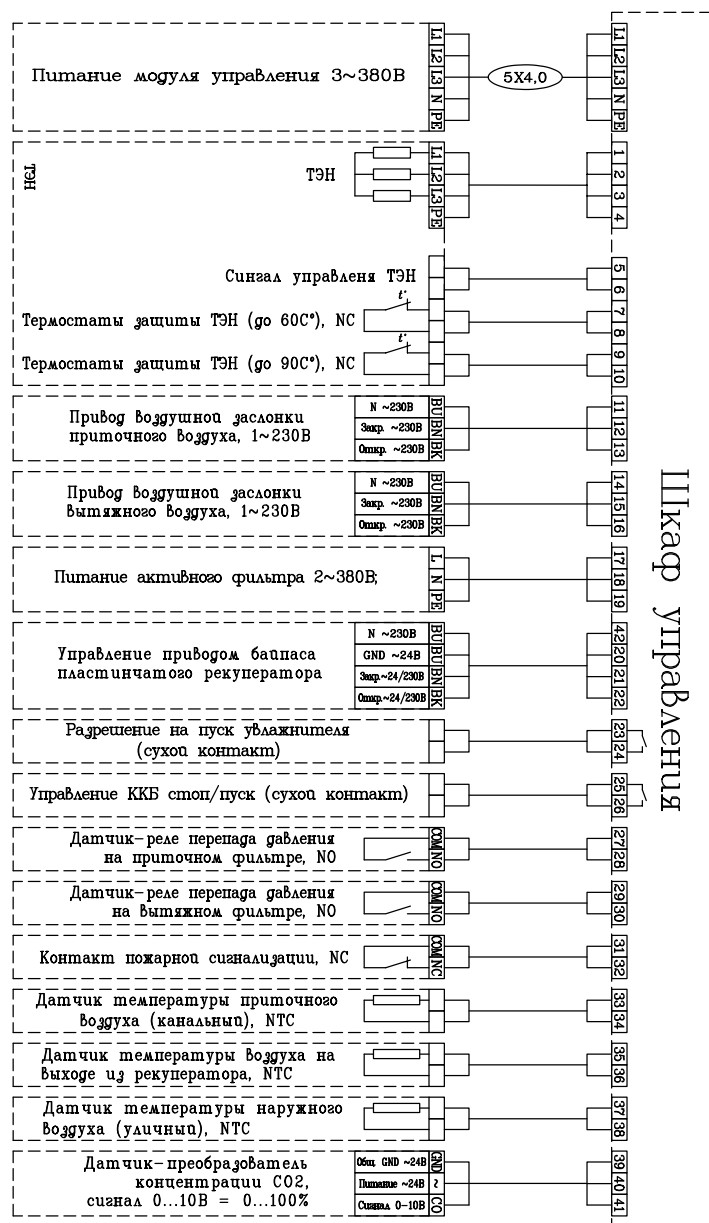 Питание модуля управления 3~380В
L1
L2
L3
N
PE
5X4,0
L1
L2
L3
N
PE
ТЭН
ТЭН
L1
L2
L3
PE
1
2
3
4
Сингал управленя ТЭН
5
6
t°
Термостаты защиты ТЭН (до 60С°), NC
7
8
t°
Термостаты защиты ТЭН (до 90С°), NC
9
10
Привод воздушной заслонки
приточного воздуха, 1~230В
N ~230В
Закр. ~230В
Откр. ~230В
BU
BN
BK
11
12
13
Привод воздушной заслонки
вытяжного воздуха, 1~230В
N ~230В
Закр. ~230В
Откр. ~230В
BU
BN
BK
14
15
16
Питание активного фильтра 2~380В;
L
N
PE
17
18
19
Управление приводом байпаса
пластинчатого рекуператора
N ~230В
GND ~24В
Закр.~24/230В
Откр.~24/230В
BU
BU
BN
BK
42
20
21
22
Разрешение на пуск увлажнителя
(сухой контакт)
23
24
Управление ККБ стоп/пуск (сухой контакт)
25
26
Датчик-реле перепада давления
на приточном фильтре, NO
COM
NO
27
28
Датчик-реле перепада давления
на вытяжном фильтре, NO
COM
NO
29
30
Контакт пожарной сигнализации, NC
COM
NC
31
32
Датчик температуры приточного
воздуха (канальный), NTC
33
34
Датчик температуры воздуха на
выходе из рекуператора, NTC
35
36
Датчик температуры наружного
воздуха (уличный), NTC
37
38
Датчик-преобразователь
концентрации СО2,
сигнал 0...10В = 0...100%
Общ. GND ~24В
Питание ~24В
Сигнал 0-10В
GND
~
CO
39
40
41
Шкаф управления